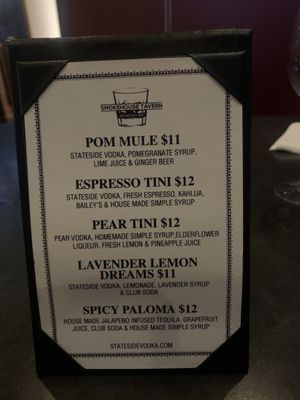 SMOKEHOUSE TAVERN
POM MULE $11
STATESIDE VODKA, POMEGRANATE SYRUP,
LIME JUICE & GINGER BEER
ESPRESSO TINI $12
STATESIDE VODKA, FRESH ESPRESSO, KAHLUA,
BAILEY'S & HOUSE MADE SIMPLE SYRUP
PEAR TINI $12
PEAR VODKA, HOMEMADE SIMPLE SYRUP,ELDERFLOWER
LIQUEUR, FRESH LEMON & PINEAPPLE JUICE
LAVENDER LEMON
DREAMS $11
STATESIDE VODKA, LEMONADE, LAVENDER SYRUP
& CLUB SODA
SPICY PALOMA $12
HOUSE MADE JALAPENO INFUSED TEQUILA, GRAPEFRUIT
JUICE, CLUB SODA & HOUSE MADE SIMPLE SYRUP
STATESIDEVODKA.COM